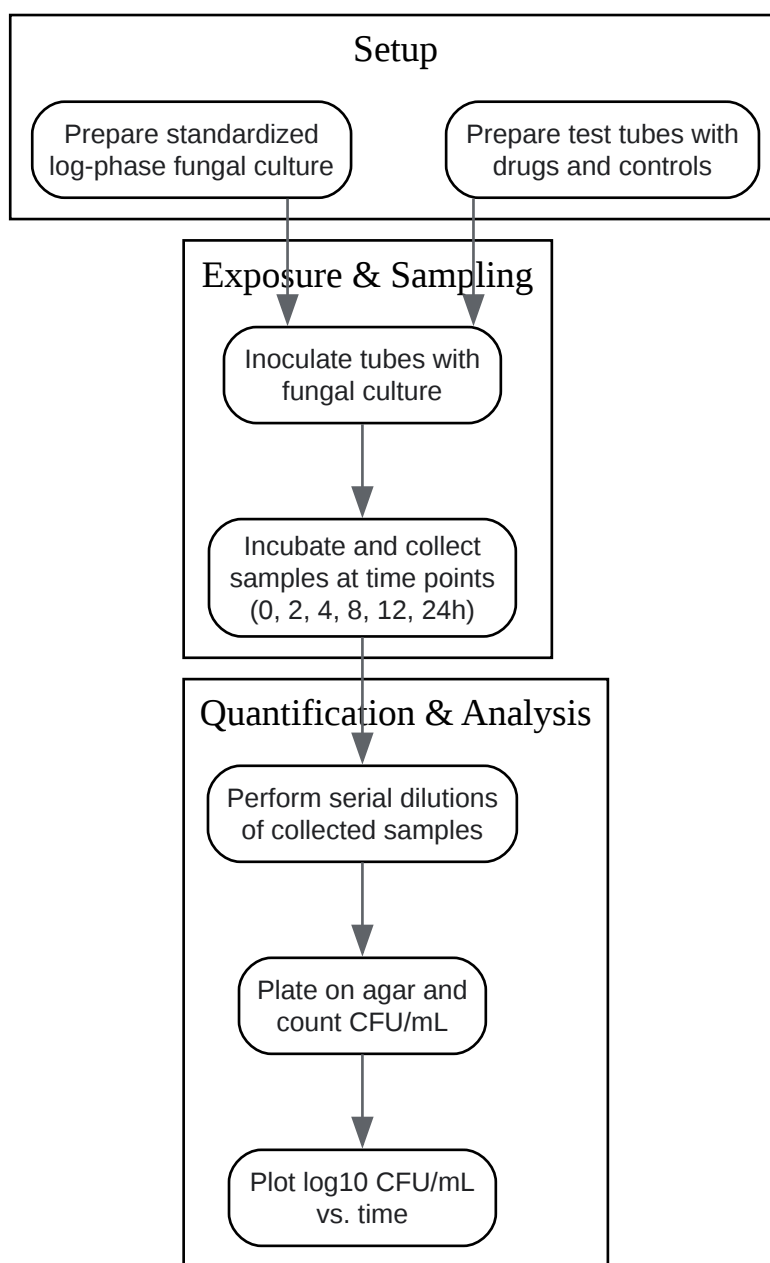 Setup
Prepare standardized
log-phase fungal culture
Prepare test tubes with
drugs and controls
Exposure & Sampling
Inoculate tubes with
fungal culture
Incubate and collect
samples at time points
(0, 2, 4, 8, 12, 24h)
Quantification & Analysis
Perform serial dilutions
of collected samples
Plate on agar and
count CFU/mL
Plot log10 CFU/mL
vs. time